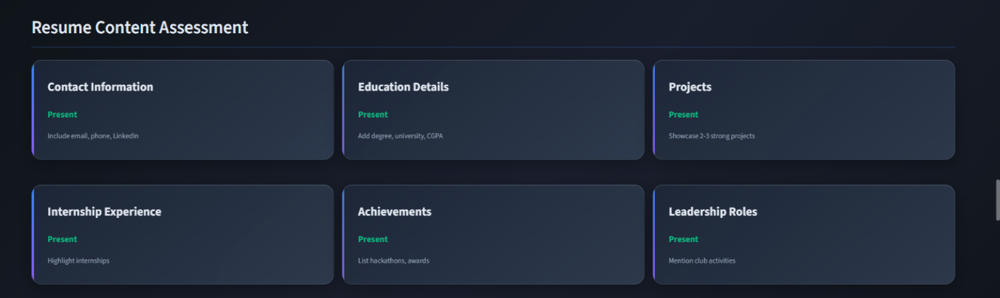 Resume Content Assessment
Contact Information
Present
Include email, phone, LinkedIn
Education Details
Present
Add degree, university, CGPA
Projects
Present
Showcase 2-3 strong projects
Internship Experience
Present
Highlight internships
Achievements
Present
List hackathons, awards
Leadership Roles
Present
Mention club activities